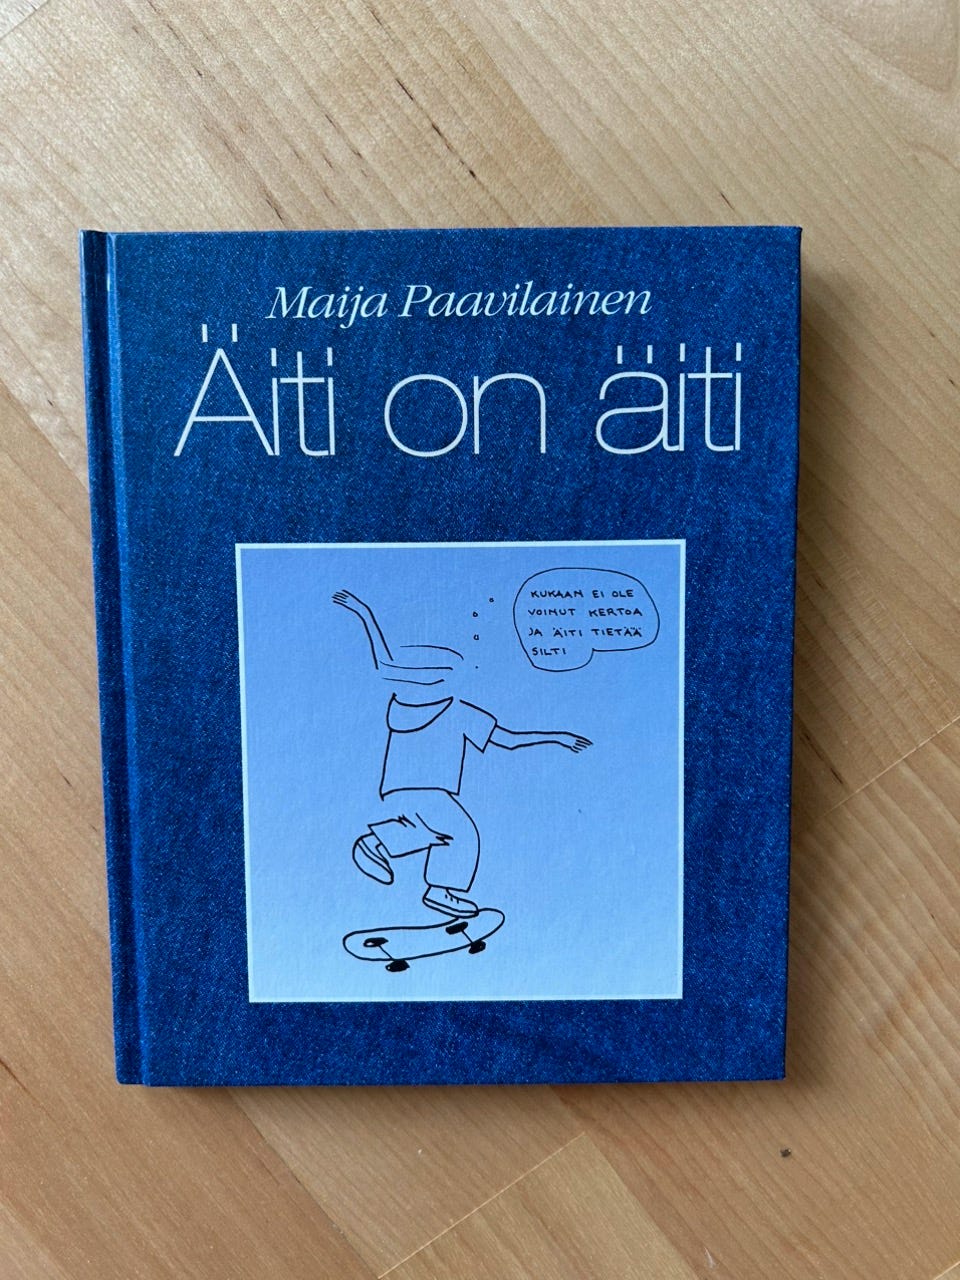 Maija Paavilainen
Äiti on äiti
KUKAAN EI OLE
VOINUT KERTOA
JA ÄITI TIETÄÄ
SILTI